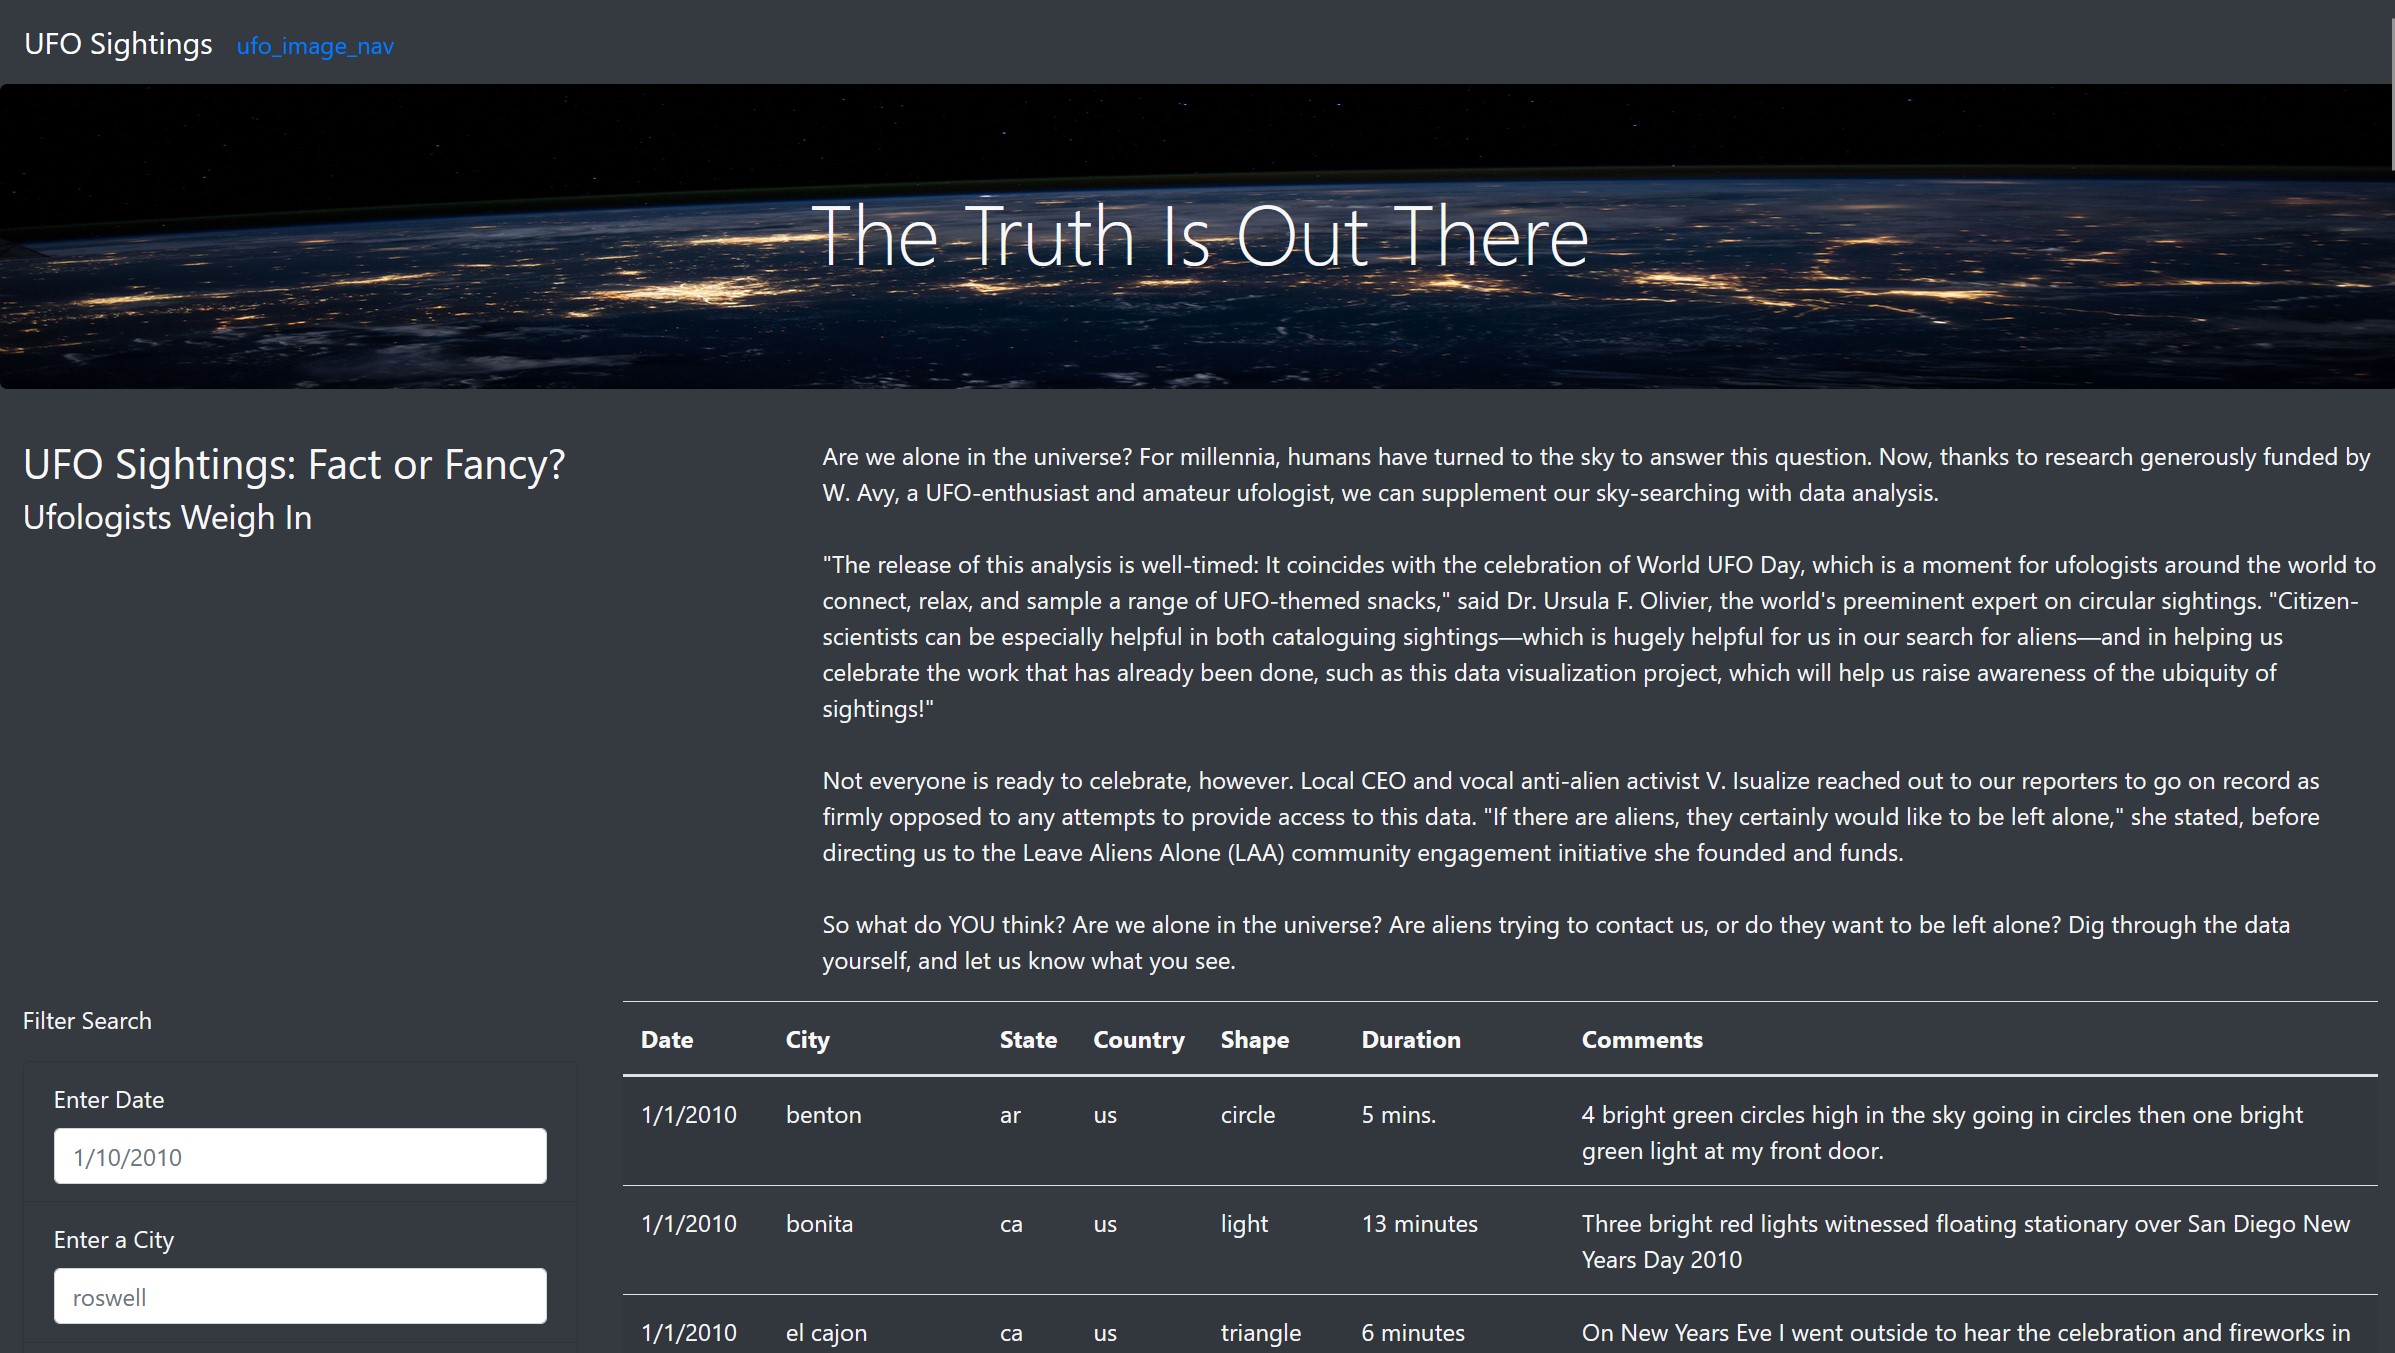 UFO Sightings ufo_image_nav
The Truth Is Out There
UFO Sightings: Fact or Fancy?
Ufologists Weigh In
Are we alone in the universe? For millennia, humans have turned to the sky to answer this question. Now, thanks to research generously funded by
W. Avy, a UFO-enthusiast and amateur ufologist, we can supplement our sky-searching with data analysis.
"The release of this analysis is well-timed: It coincides with the celebration of World UFO Day, which is a moment for ufologists around the world to
connect, relax, and sample a range of UFO-themed snacks," said Dr. Ursula F. Olivier, the world's preeminent expert on circular sightings. "Citizen-
scientists can be especially helpful in both cataloguing sightings—which is hugely helpful for us in our search for aliens—and in helping us
celebrate the work that has already been done, such as this data visualization project, which will help us raise awareness of the ubiquity of
sightings!"
Not everyone is ready to celebrate, however. Local CEO and vocal anti-alien activist V. Isualize reached out to our reporters to go on record as
firmly opposed to any attempts to provide access to this data. "If there are aliens, they certainly would like to be left alone," she stated, before
directing us to the Leave Aliens Alone (LAA) community engagement initiative she founded and funds.
So what do YOU think? Are we alone in the universe? Are aliens trying to contact us, or do they want to be left alone? Dig through the data
yourself, and let us know what you see.
Filter Search
Enter Date
1/10/2010
Enter a City
roswell
Date City State Country Shape Duration Comments
1/1/2010 benton ar us circle 5 mins. 4 bright green circles high in the sky going in circles then one bright
green light at my front door.
1/1/2010 bonita ca us light 13 minutes Three bright red lights witnessed floating stationary over San Diego New
Years Day 2010
1/1/2010 el cajon ca us triangle 6 minutes On New Years Eve I went outside to hear the celebration and fireworks in